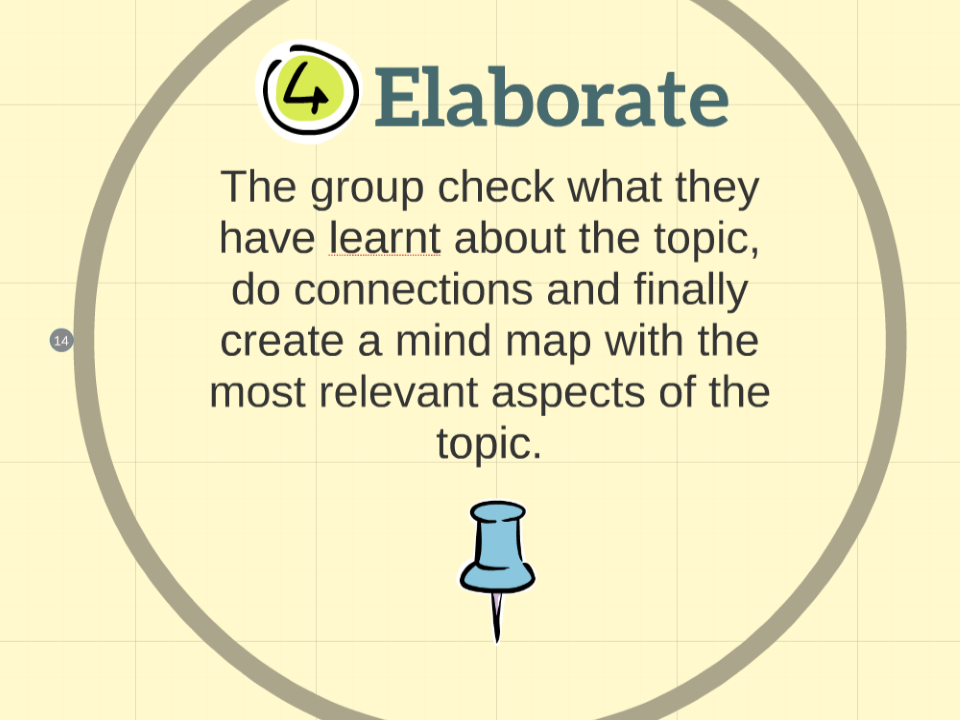 4 Elaborate
The group check what they
have learnt about the topic,
do connections and finally
create a mind map with the
most relevant aspects of the
topic.
14